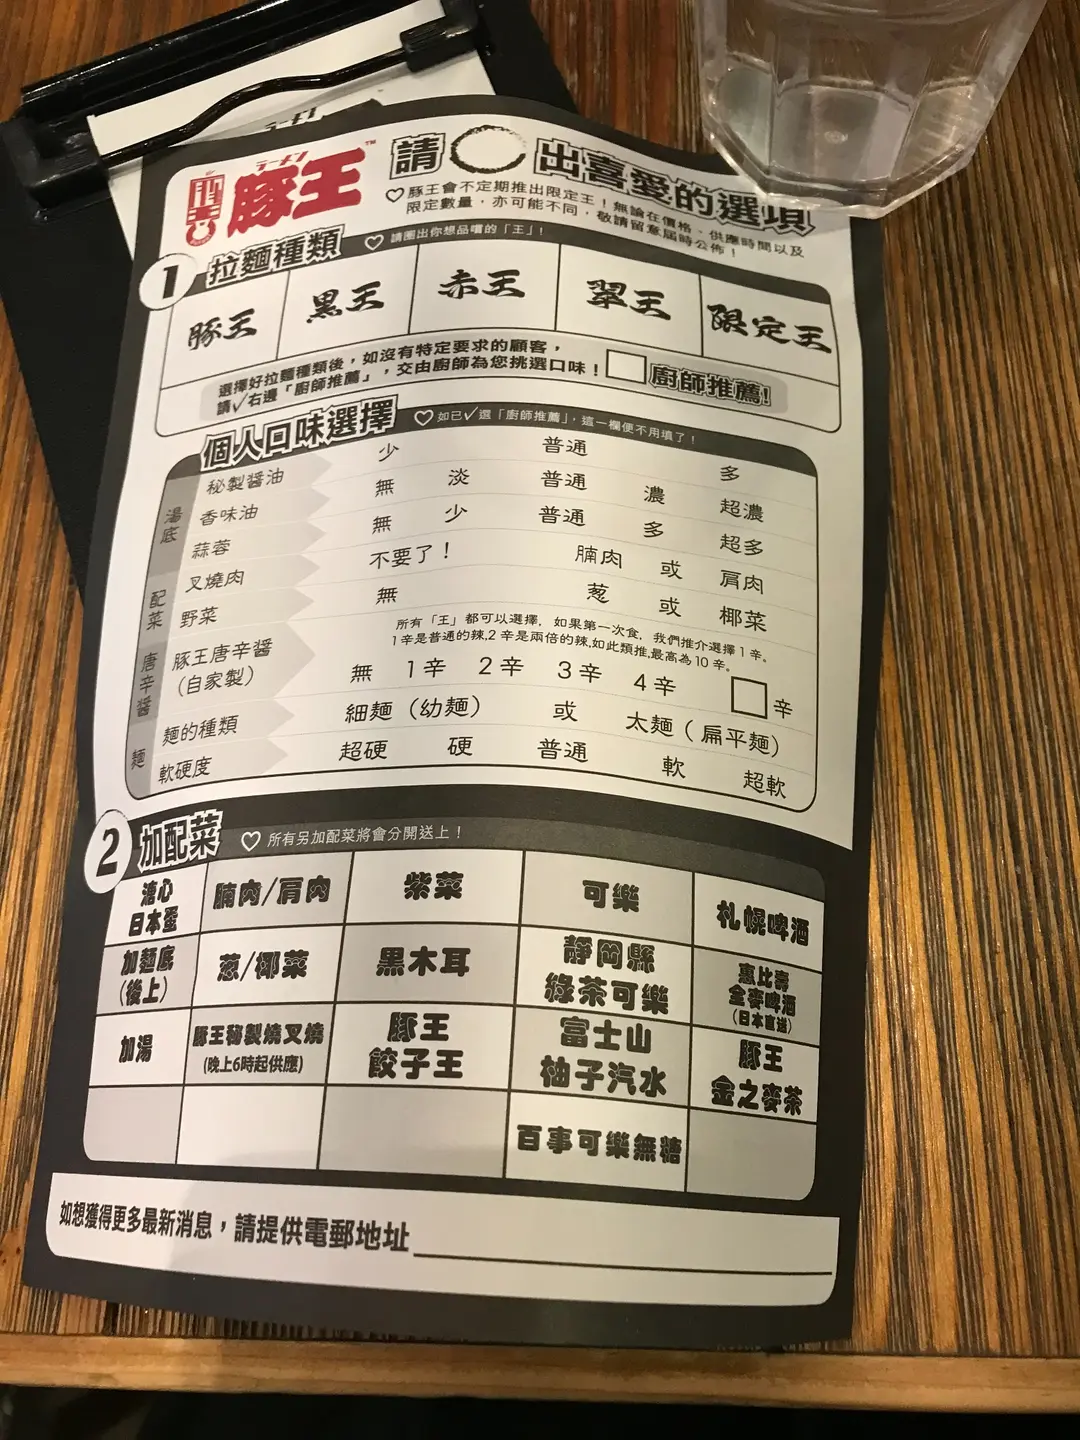 ラーメン
豚王™
請○出喜愛的選項
♡豚王會不定期推出限定王！無論在價格、供應時間以及
限定數量，亦可能不同，敬請留意屆時公佈！
1 拉麵種類 ♡請圈出你想品嚐的「王」！
豚王 黑王 赤王 翠王 限定王
選擇好拉麵種類後，如沒有特定要求的顧客，
請✓右邊「廚師推薦」，交由廚師為您挑選口味！ □廚師推薦!
個人口味選擇 ♡如已✓選「廚師推薦」，這一欄便不用填了！
湯底
秘製醬油 少 普通 多
香味油 無 淡 普通 濃 超濃
蒜蓉 無 少 普通 多 超多
配菜
叉燒肉 不要了！ 腩肉 或 肩肉
野菜 無 葱 或 椰菜
唐辛醬
所有「王」都可以選擇，如果第一次食，我們推介選擇1辛。
1辛是普通的辣,2辛是兩倍的辣,如此類推,最高為10辛。
豚王唐辛醬
（自家製） 無 1辛 2辛 3辛 4辛 □辛
麵
麵的種類 細麵（幼麵） 或 太麵（扁平麵）
軟硬度 超硬 硬 普通 軟 超軟
2 加配菜 ♡所有另加配菜將會分開送上！
溏心
日本蛋
腩肉/肩肉
紫菜
可樂
札幌啤酒
加麵底
（後上）
葱/椰菜
黑木耳
靜岡縣
綠茶可樂
惠比壽
金麥啤酒
（日本直送）
加湯
豚王秘製燒叉燒
(晚上6時起供應)
豚王
餃子王
富士山
柚子汽水
豚王
金之麥茶
百事可樂無糖
如想獲得更多最新消息，請提供電郵地址